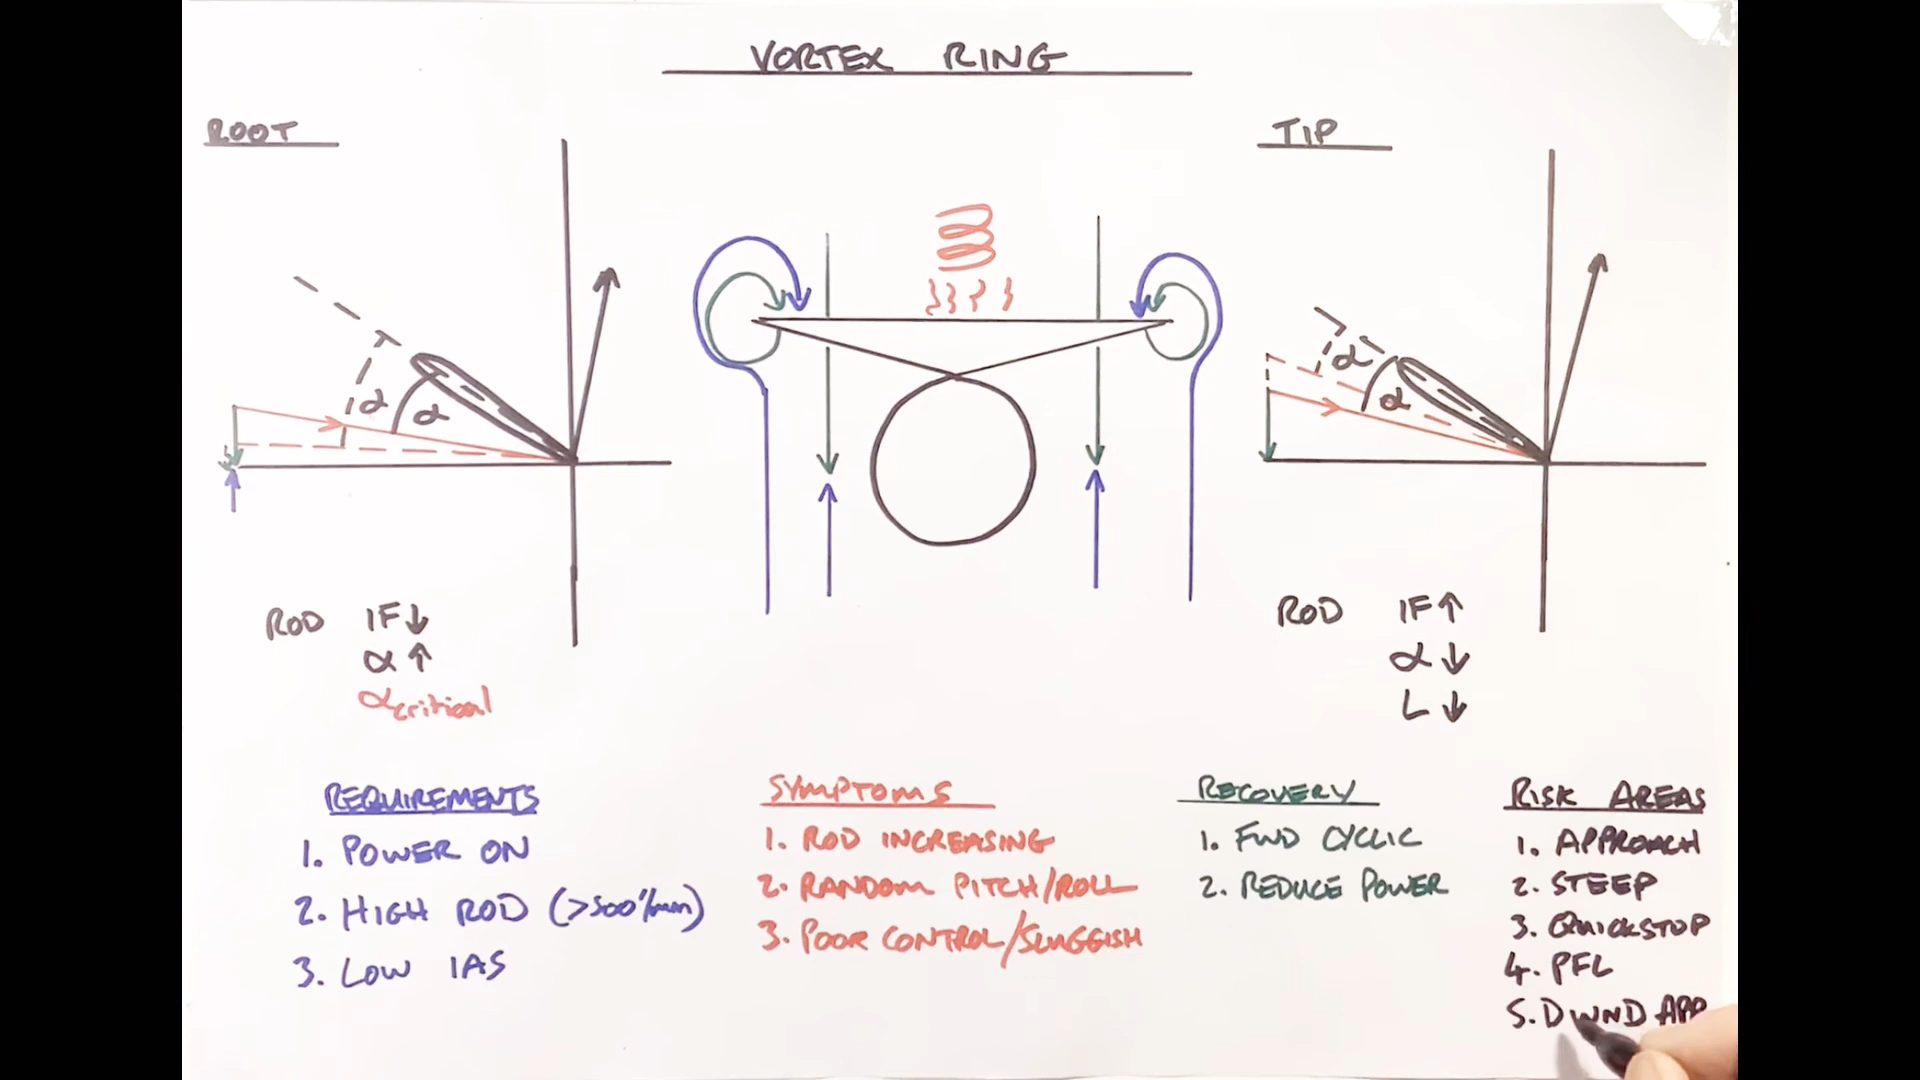 VORTEX RING
ROOT
α
α
ROD IF↓
α↑
αcritical
TIP
α
α
ROD IF↑
α↓
L↓
REQUIREMENTS
1. POWER ON
2. HIGH ROD (>500'/min)
3. LOW IAS
SYMPTOMS
1. ROD INCREASING
2. RANDOM PITCH/ROLL
3. POOR CONTROL/SLUGGISH
RECOVERY
1. FWD CYCLIC
2. REDUCE POWER
RISK AREAS
1. APPROACH
2. STEEP
3. QUICKSTOP
4. PFL
5. DWND APP